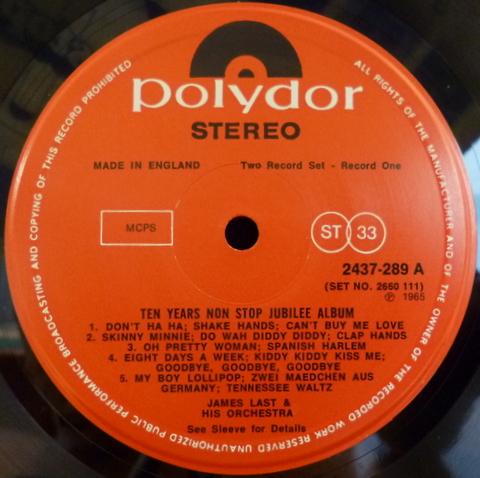 polydor
STEREO
MADE IN ENGLAND Two Record Set - Record One
MCPS
ST 33
2437-289 A
(SET NO. 2660 111)
℗ 1965
TEN YEARS NON STOP JUBILEE ALBUM
1. DON'T HA HA; SHAKE HANDS; CAN'T BUY ME LOVE
2. SKINNY MINNIE; DO WAH DIDDY DIDDY; CLAP HANDS
3. OH PRETTY WOMAN; SPANISH HARLEM
4. EIGHT DAYS A WEEK; KIDDY KIDDY KISS ME;
GOODBYE, GOODBYE, GOODBYE
5. MY BOY LOLLIPOP; ZWEI MAEDCHEN AUS
GERMANY; TENNESSEE WALTZ
JAMES LAST &
HIS ORCHESTRA
See Sleeve for Details
ALL RIGHTS OF THE MANUFACTURER AND OF THE OWNER OF THE RECORDED WORK RESERVED UNAUTHORIZED PUBLIC PERFORMANCE BROADCASTING AND COPYING OF THIS RECORD PROHIBITED